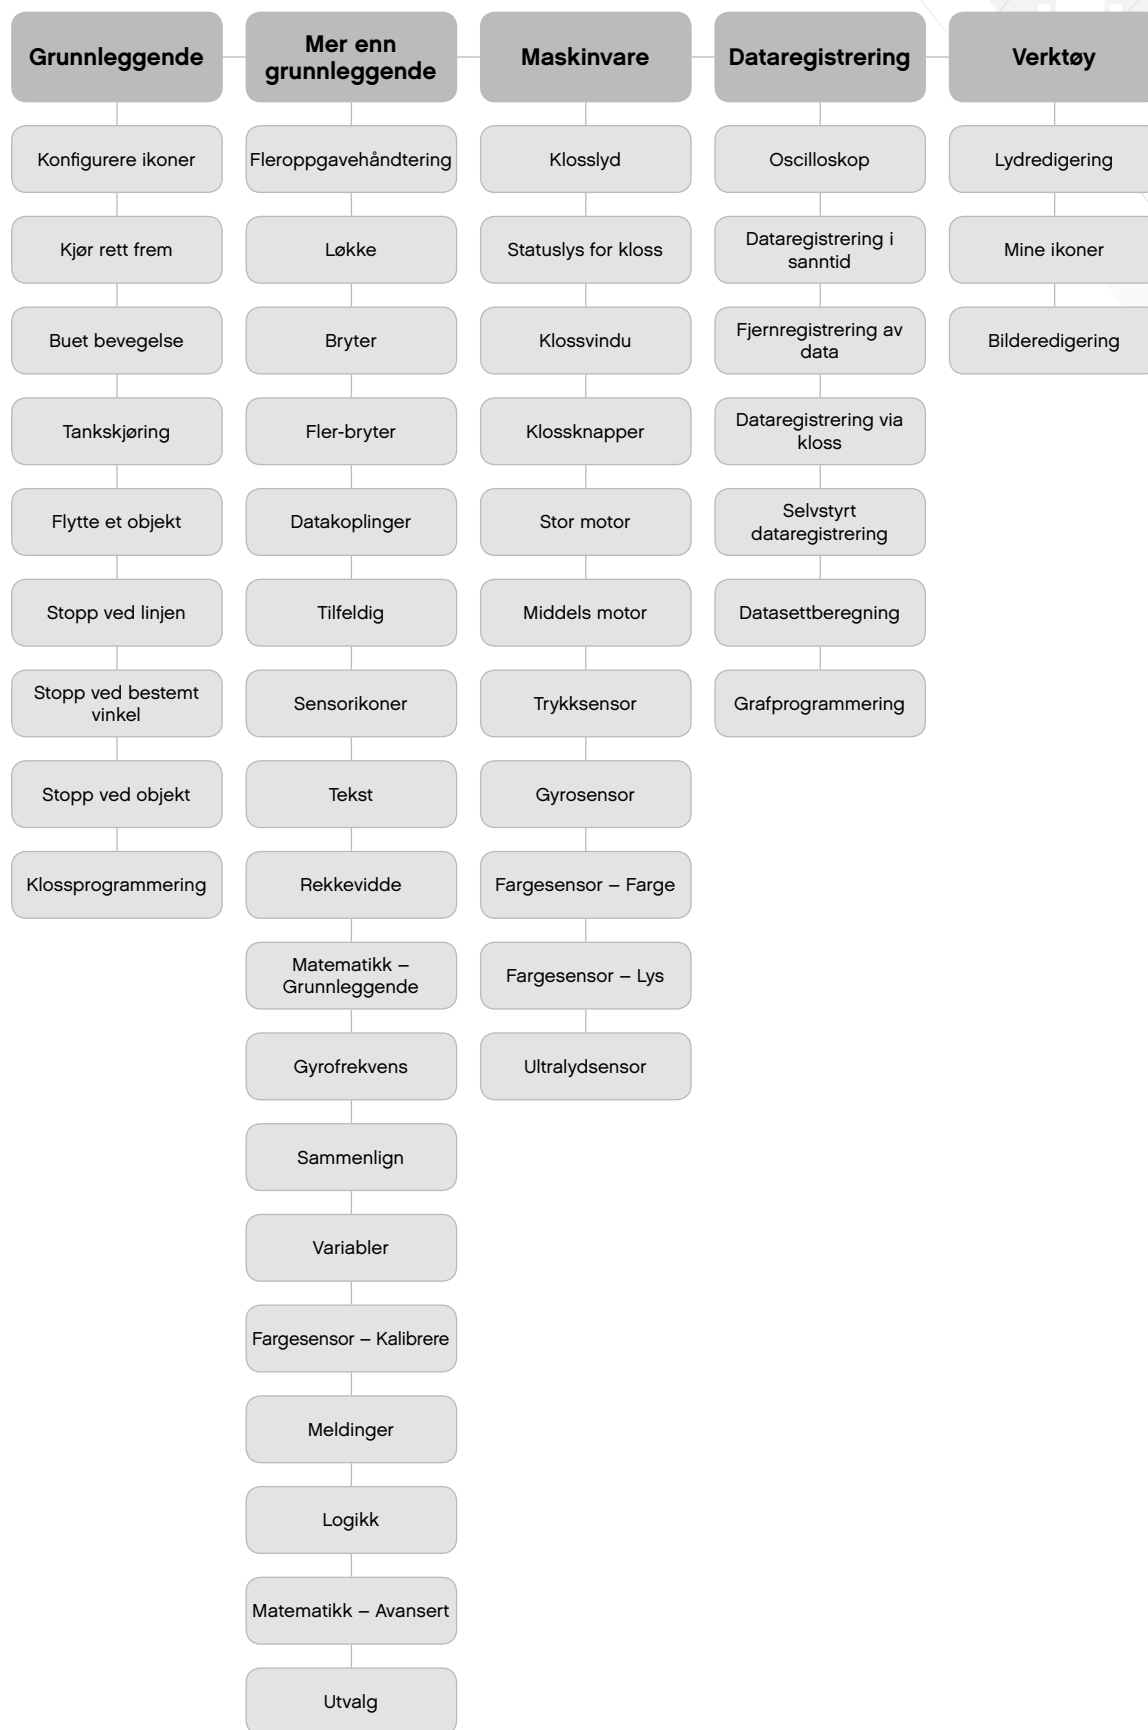 Grunnleggende
Konfigurere ikoner
Kjør rett frem
Buet bevegelse
Tankskjøring
Flytte et objekt
Stopp ved linjen
Stopp ved bestemt
vinkel
Stopp ved objekt
Klossprogrammering
Mer enn
grunnleggende
Fleroppgavehåndtering
Løkke
Bryter
Fler-bryter
Datakoplinger
Tilfeldig
Sensorikoner
Tekst
Rekkevidde
Matematikk –
Grunnleggende
Gyrofrekvens
Sammenlign
Variabler
Fargesensor – Kalibrere
Meldinger
Logikk
Matematikk – Avansert
Utvalg
Maskinvare
Klosslyd
Statuslys for kloss
Klossvindu
Klossknapper
Stor motor
Middels motor
Trykksensor
Gyrosensor
Fargesensor – Farge
Fargesensor – Lys
Ultralydsensor
Dataregistrering
Oscilloskop
Dataregistrering i
sanntid
Fjernregistrering av
data
Dataregistrering via
kloss
Selvstyrt
dataregistrering
Datasettberegning
Grafprogrammering
Verktøy
Lydredigering
Mine ikoner
Bilderedigering